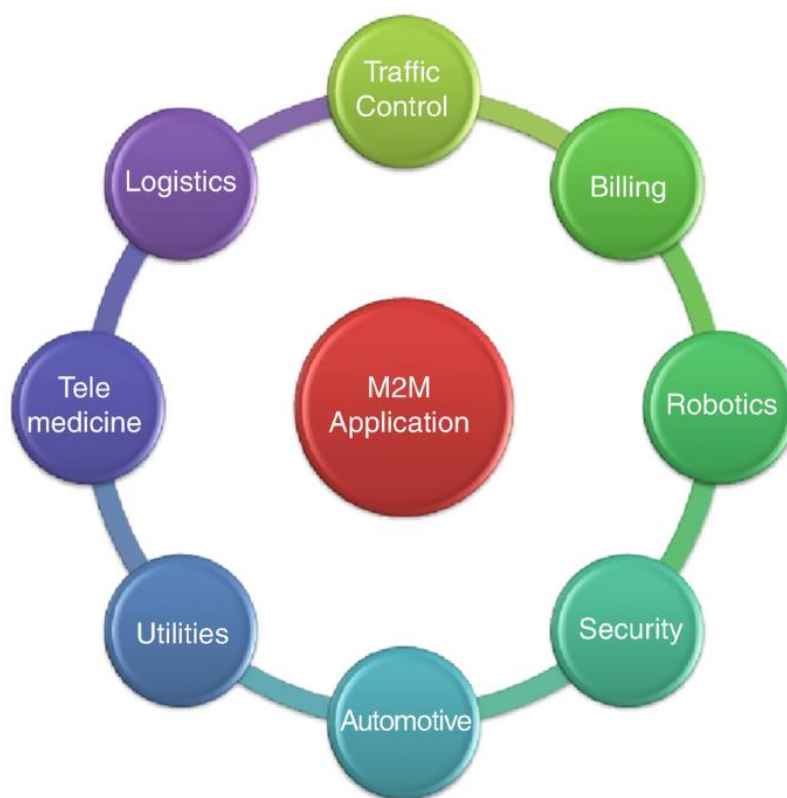 Traffic
Control
Billing
Robotics
Security
Automotive
Utilities
Tele
medicine
Logistics
M2M
Application